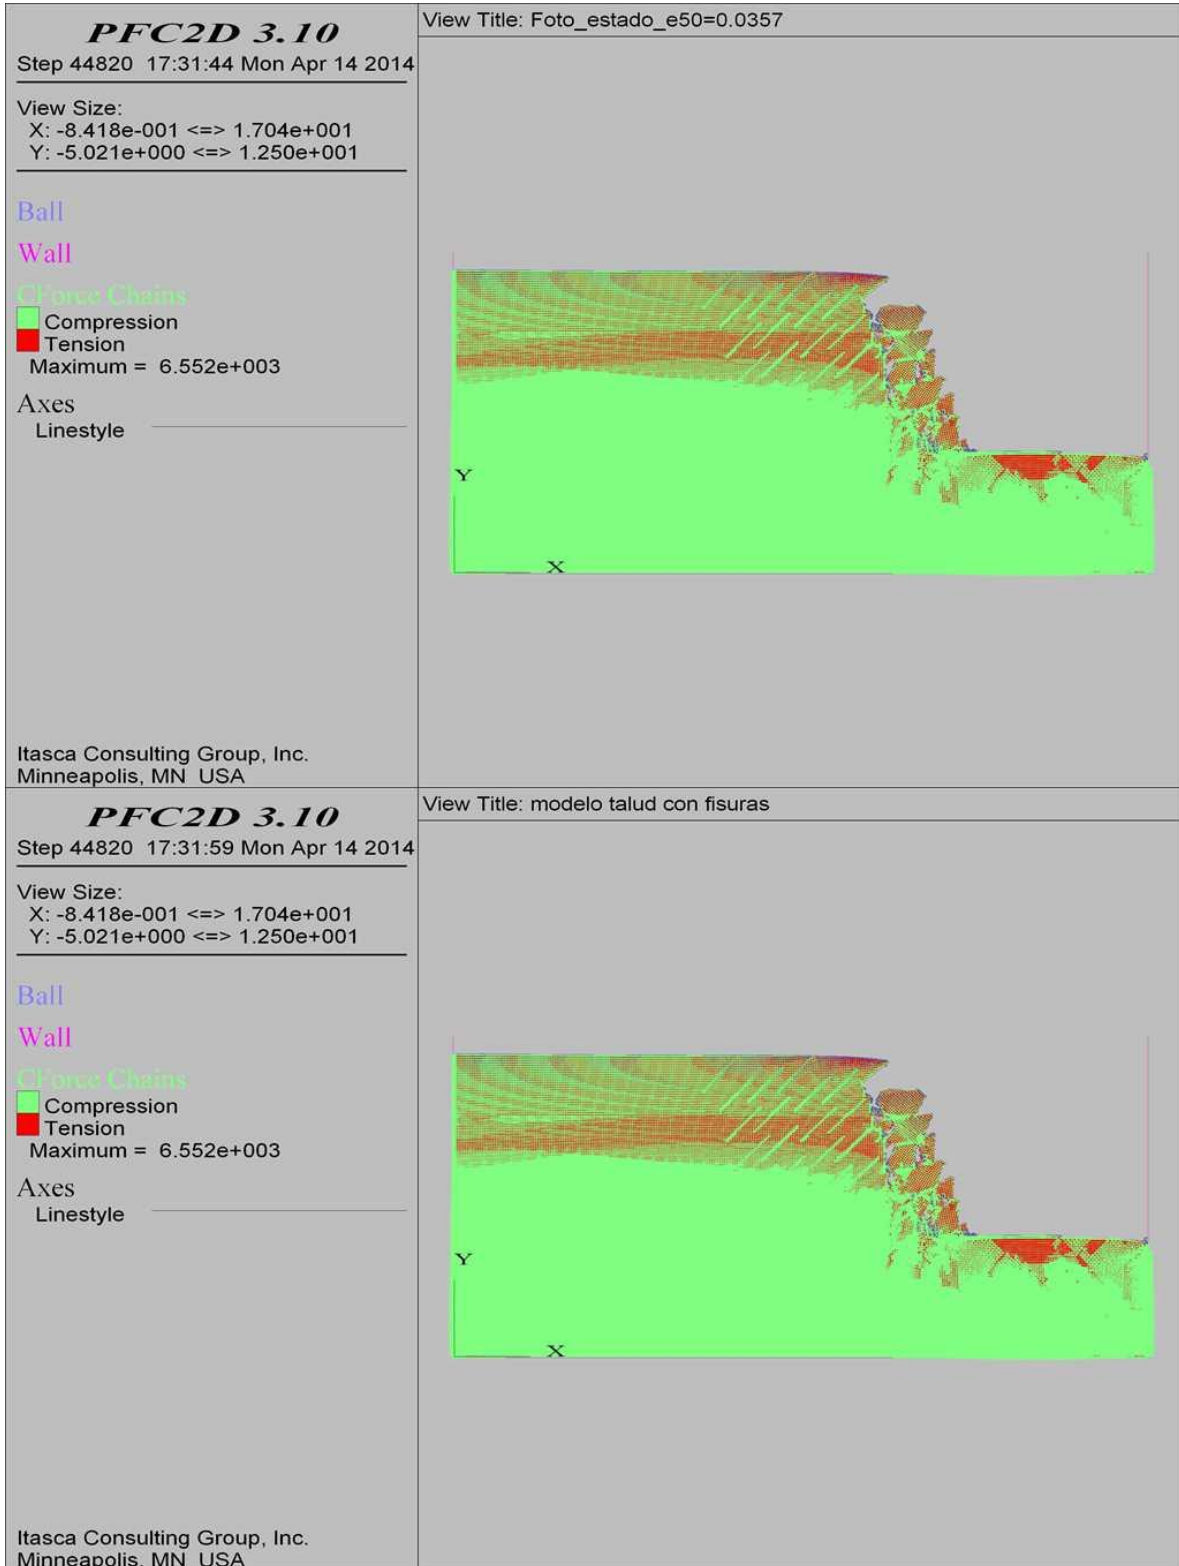 PFC2D 3.10
Step 44820 17:31:44 Mon Apr 14 2014
View Size:
X: -8.418e-001 <=> 1.704e+001
Y: -5.021e+000 <=> 1.250e+001
Ball
Wall
CForce Chains
Compression
Tension
Maximum = 6.552e+003
Axes
Linestyle
Itasca Consulting Group, Inc.
Minneapolis, MN USA
View Title: Foto_estado_e50=0.0357
Y
X
PFC2D 3.10
Step 44820 17:31:59 Mon Apr 14 2014
View Size:
X: -8.418e-001 <=> 1.704e+001
Y: -5.021e+000 <=> 1.250e+001
Ball
Wall
CForce Chains
Compression
Tension
Maximum = 6.552e+003
Axes
Linestyle
Itasca Consulting Group, Inc.
Minneapolis, MN USA
View Title: modelo talud con fisuras
Y
X